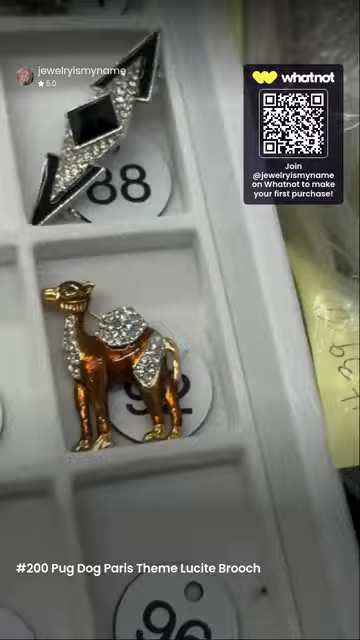 jewelryismyname
★ 5.0
whatnot
Join
@jewelryismyname
on Whatnot to make
your first purchase!
88
92
#200 Pug Dog Paris Theme Lucite Brooch
96